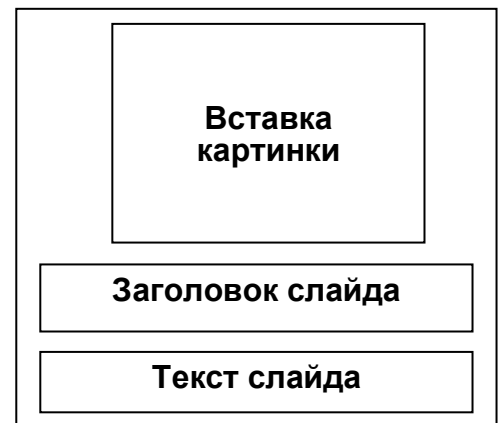 Вставка
картинки
Заголовок слайда
Текст слайда